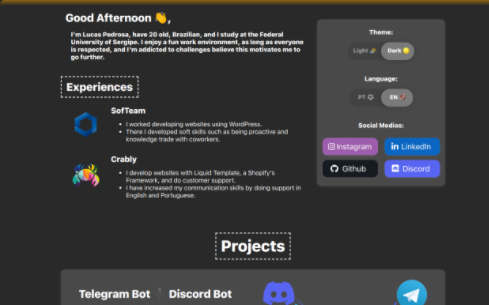 Good Afternoon 👋,
I'm Lucas Pedrosa, have 20 old, Brazilian, and I study at the Federal
University of Sergipe. I enjoy a fun work environment, as long as everyone
is respected, and I'm addicted to challenges believe this motivates me to
go further.
Experiences
SofTeam
I worked developing websites using WordPress.
There I developed soft skills such as being proactive and
knowledge trade with coworkers.
Crably
I develop websites with Liquid Template, a Shopify's
Framework, and do customer support.
I have increased my communication skills by doing support in
English and Portuguese.
Theme:
Light Dark
Language:
PT EN
Social Medias:
Instagram LinkedIn
Github Discord
Projects
Telegram Bot Discord Bot